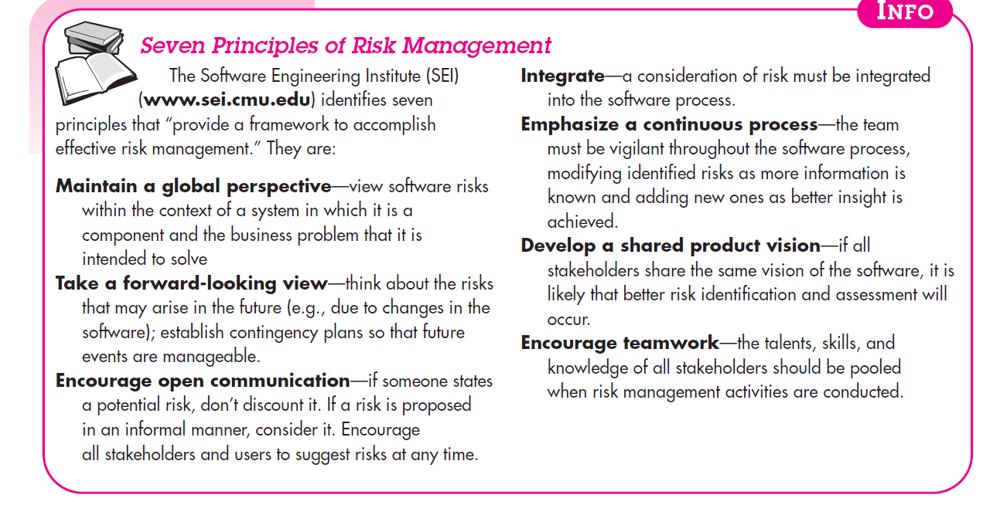 INFO
Seven Principles of Risk Management
The Software Engineering Institute (SEI)
(www.sei.cmu.edu) identifies seven
principles that “provide a framework to accomplish
effective risk management.” They are:
Maintain a global perspective—view software risks
within the context of a system in which it is a
component and the business problem that it is
intended to solve
Take a forward-looking view—think about the risks
that may arise in the future (e.g., due to changes in the
software); establish contingency plans so that future
events are manageable.
Encourage open communication—if someone states
a potential risk, don’t discount it. If a risk is proposed
in an informal manner, consider it. Encourage
all stakeholders and users to suggest risks at any time.
Integrate—a consideration of risk must be integrated
into the software process.
Emphasize a continuous process—the team
must be vigilant throughout the software process,
modifying identified risks as more information is
known and adding new ones as better insight is
achieved.
Develop a shared product vision—if all
stakeholders share the same vision of the software, it is
likely that better risk identification and assessment will
occur.
Encourage teamwork—the talents, skills, and
knowledge of all stakeholders should be pooled
when risk management activities are conducted.